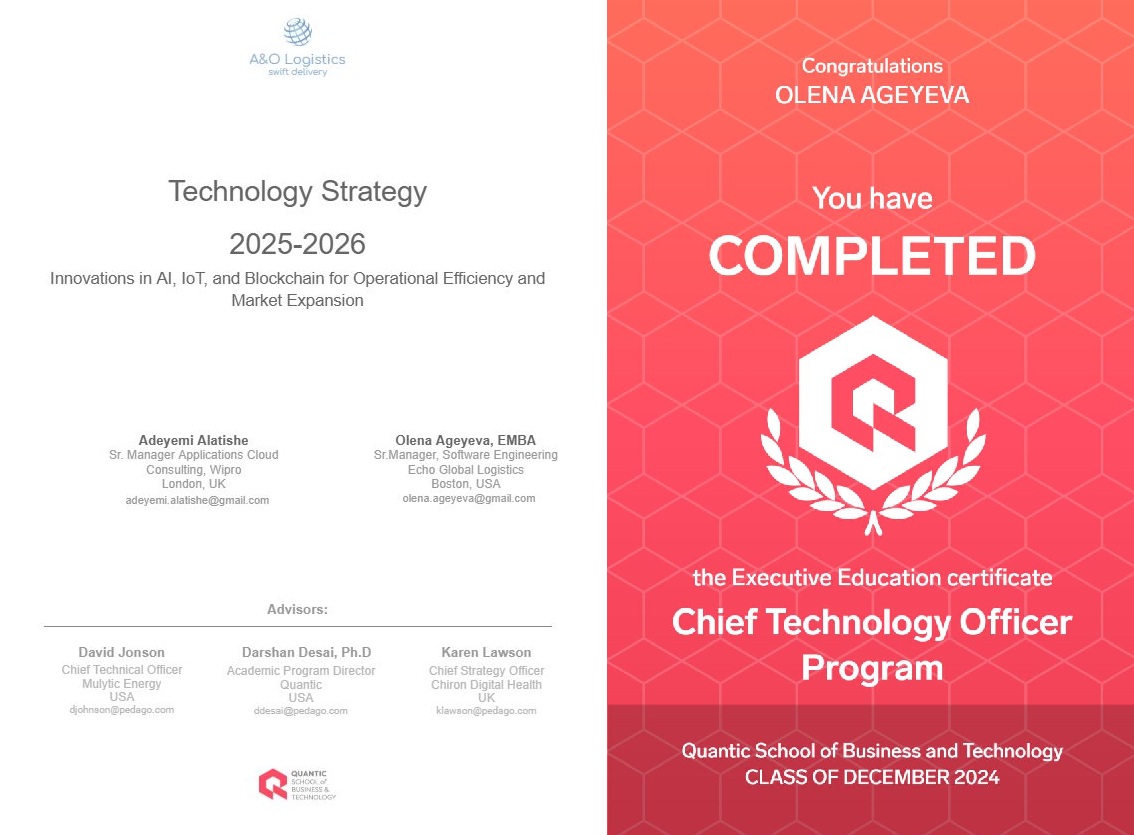 A&O Logistics
swift delivery
Technology Strategy
2025-2026
Innovations in AI, IoT, and Blockchain for Operational Efficiency and
Market Expansion
Adeyemi Alatishe
Sr. Manager Applications Cloud
Consulting, Wipro
London, UK
adeyemi.alatishe@gmail.com
Olena Ageyeva, EMBA
Sr.Manager, Software Engineering
Echo Global Logistics
Boston, USA
olena.ageyeva@gmail.com
Advisors:
David Jonson
Chief Technical Officer
Mulytic Energy
USA
djohnson@pedago.com
Darshan Desai, Ph.D
Academic Program Director
Quantic
USA
ddesai@pedago.com
Karen Lawson
Chief Strategy Officer
Chiron Digital Health
UK
klawson@pedago.com
QUANTIC
SCHOOL of
BUSINESS &
TECHNOLOGY
Congratulations
OLENA AGEYEVA
You have
COMPLETED
the Executive Education certificate
Chief Technology Officer
Program
Quantic School of Business and Technology
CLASS OF DECEMBER 2024